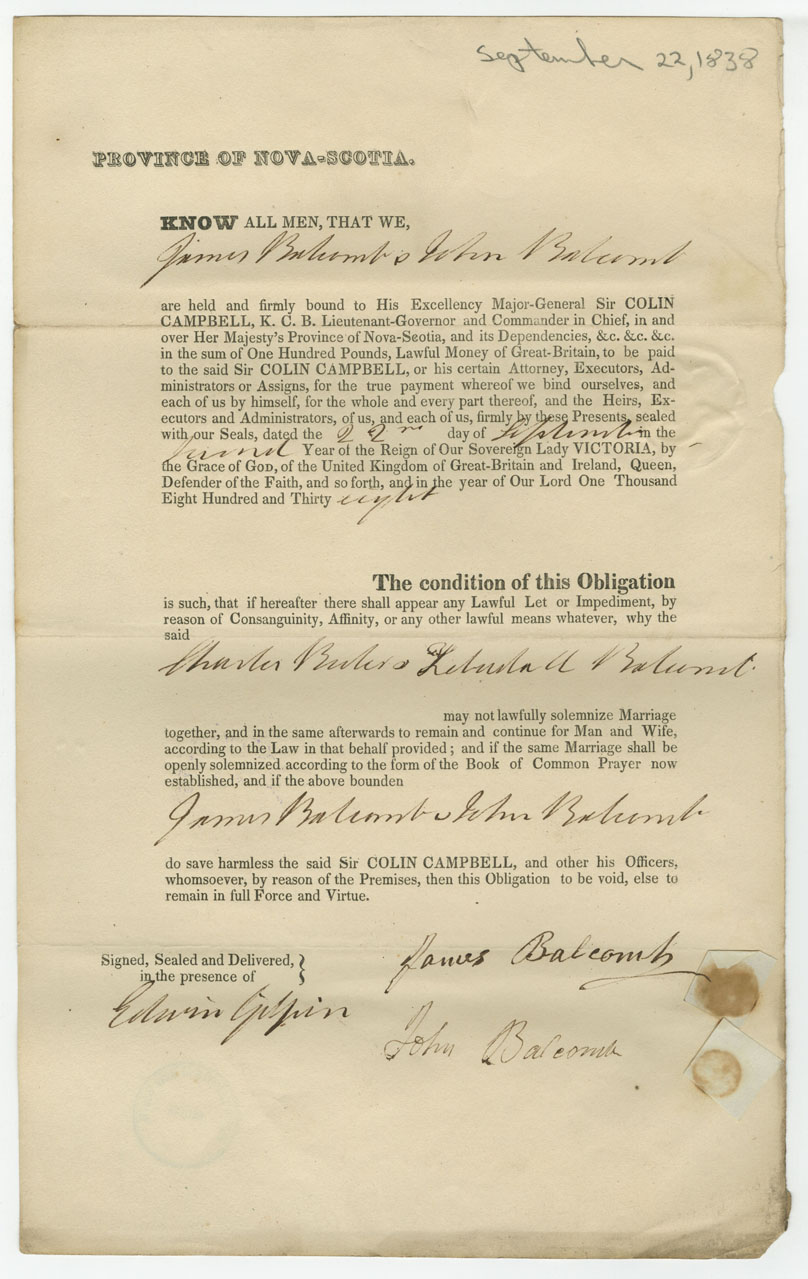 September 22, 1838
PROVINCE OF NOVA-SCOTIA.
KNOW ALL MEN, THAT WE,
James Balcomb & John Balcomb
are held and firmly bound to His Excellency Major-General Sir COLIN
CAMPBELL, K. C. B. Lieutenant-Governor and Commander in Chief, in and
over Her Majesty's Province of Nova-Scotia, and its Dependencies, &c. &c. &c.
in the sum of One Hundred Pounds, Lawful Money of Great-Britain, to be paid
to the said Sir COLIN CAMPBELL, or his certain Attorney, Executors, Ad-
ministrators or Assigns, for the true payment whereof we bind ourselves, and
each of us by himself, for the whole and every part thereof, and the Heirs, Ex-
ecutors and Administrators, of us, and each of us, firmly by these Presents, sealed
with our Seals, dated the 22nd day of September in the
second Year of the Reign of Our Sovereign Lady VICTORIA, by
the Grace of GOD, of the United Kingdom of Great-Britain and Ireland, Queen,
Defender of the Faith, and so forth, and in the year of Our Lord One Thousand
Eight Hundred and Thirty eight
The condition of this Obligation
is such, that if hereafter there shall appear any Lawful Let or Impediment, by
reason of Consanguinity, Affinity, or any other lawful means whatever, why the
said
Charles & Balcomb
may not lawfully solemnize Marriage
together, and in the same afterwards to remain and continue for Man and Wife,
according to the Law in that behalf provided; and if the same Marriage shall be
openly solemnized according to the form of the Book of Common Prayer now
established, and if the above bounden
James Balcomb & John Balcomb
do save harmless the said Sir COLIN CAMPBELL, and other his Officers,
whomsoever, by reason of the Premises, then this Obligation to be void, else to
remain in full Force and Virtue.
Signed, Sealed and Delivered,
in the presence of
James Balcomb
Edwin Gilpin
John Balcomb